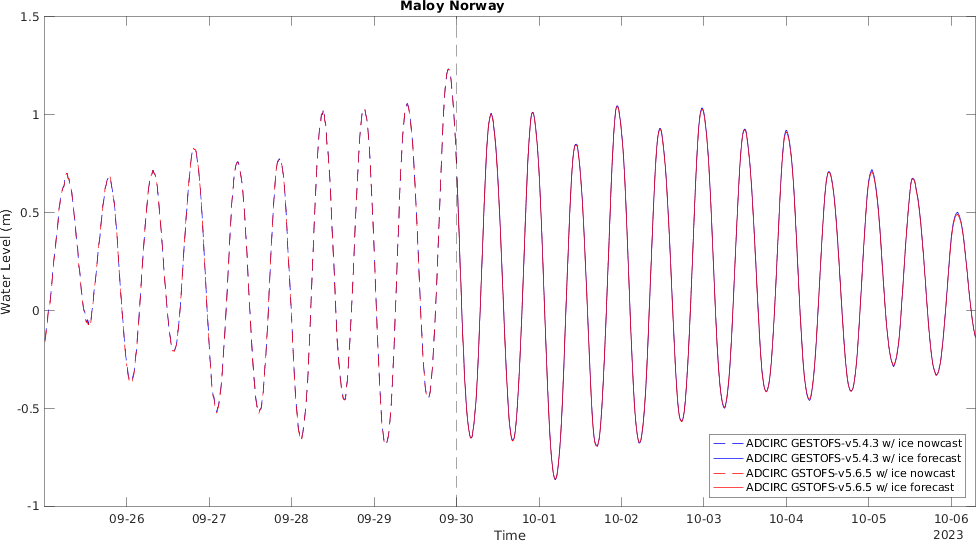 Maloy Norway
1.5
1
0.5
0
-0.5
-1
Water Level (m)
09-26
09-27
09-28
09-29
09-30
10-01
10-02
10-03
10-04
10-05
10-06
2023
Time
ADCIRC GESTOFS-v5.4.3 w/ ice nowcast
ADCIRC GESTOFS-v5.4.3 w/ ice forecast
ADCIRC GSTOFS-v5.6.5 w/ ice nowcast
ADCIRC GSTOFS-v5.6.5 w/ ice forecast